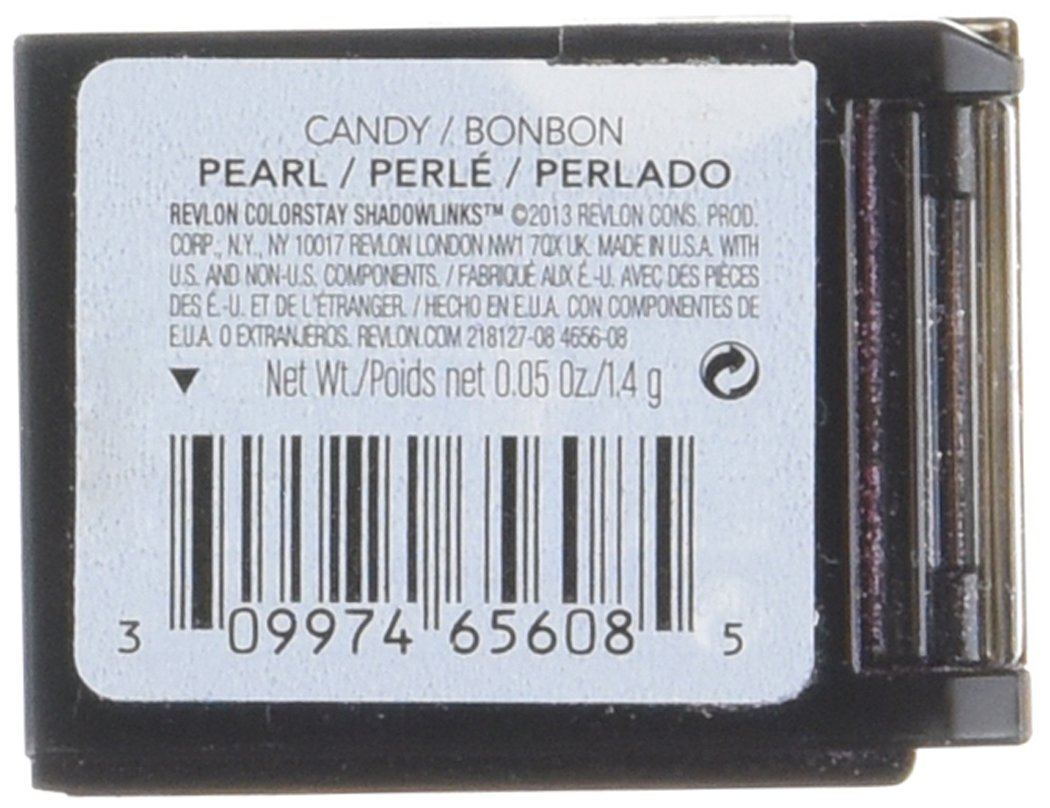 CANDY / BONBON
PEARL / PERLÉ / PERLADO
REVLON COLORSTAY SHADOWLINKS™ ©2013 REVLON CONS. PROD.
CORP., N.Y., NY 10017 REVLON LONDON NW1 7QX UK. MADE IN U.S.A. WITH
U.S. AND NON-U.S. COMPONENTS. / FABRIQUÉ AUX É.-U. AVEC DES PIÈCES
DES É.-U. ET DE L'ÉTRANGER. / HECHO EN E.U.A. CON COMPONENTES DE
E.U.A. O EXTRANJEROS. REVLON.COM 218127-08 4656-08
Net Wt./Poids net 0.05 Oz./1.4 g
3 09974 65608 5